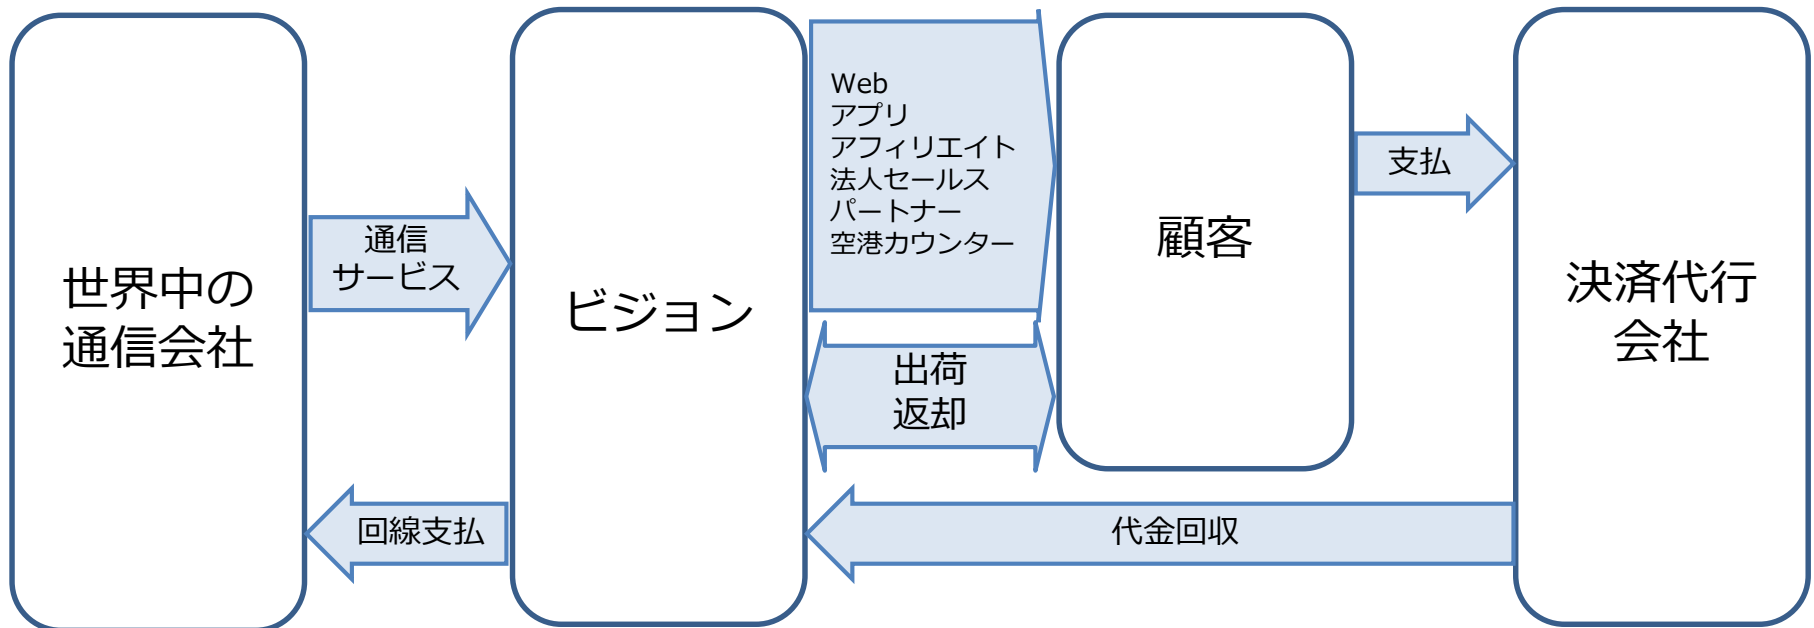 世界中の
通信会社
通信
サービス
回線支払
ビジョン
Web
アプリ
アフィリエイト
法人セールス
パートナー
空港カウンター
出荷
返却
代金回収
顧客
支払
決済代行
会社